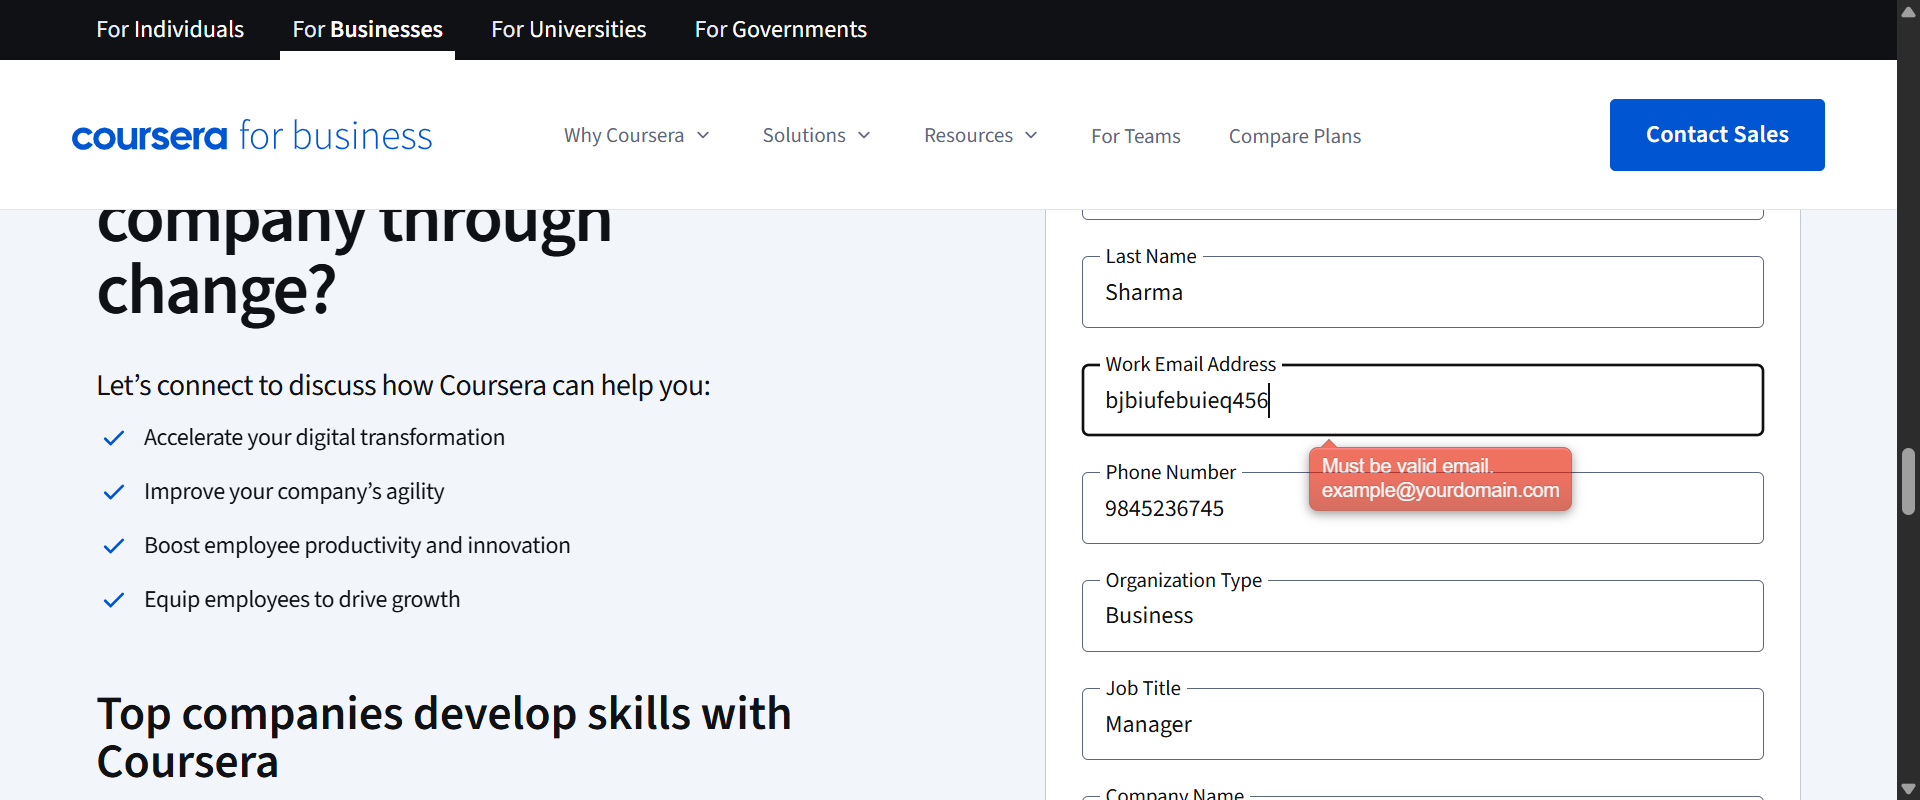 For Individuals
For Businesses
For Universities
For Governments
coursera for business
Why Coursera
Solutions
Resources
For Teams
Compare Plans
Contact Sales
company through
change?
Let’s connect to discuss how Coursera can help you:
Accelerate your digital transformation
Improve your company’s agility
Boost employee productivity and innovation
Equip employees to drive growth
Top companies develop skills with
Coursera
Last Name
Sharma
Work Email Address
bjbiufebuieq456
Must be valid email.
example@yourdomain.com
Phone Number
9845236745
Organization Type
Business
Job Title
Manager
Company Name